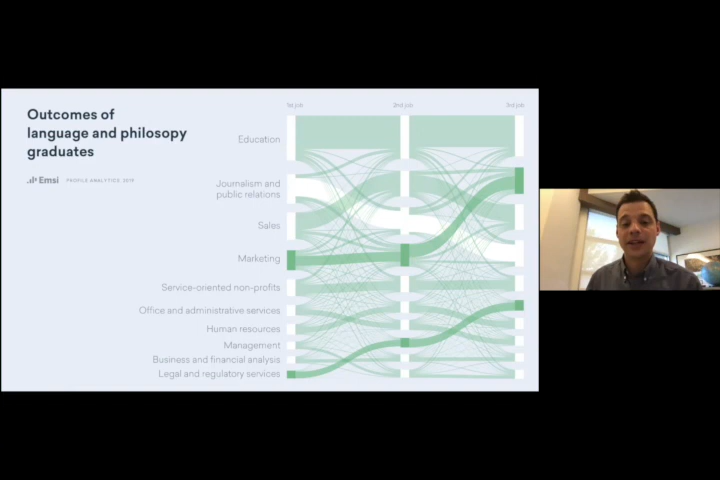 Outcomes of
language and philosopy
graduates
Emsi PROFILE ANALYTICS, 2019
1st job 2nd job 3rd job
Education
Journalism and
public relations
Sales
Marketing
Service-oriented non-profits
Office and administrative services
Human resources
Management
Business and financial analysis
Legal and regulatory services